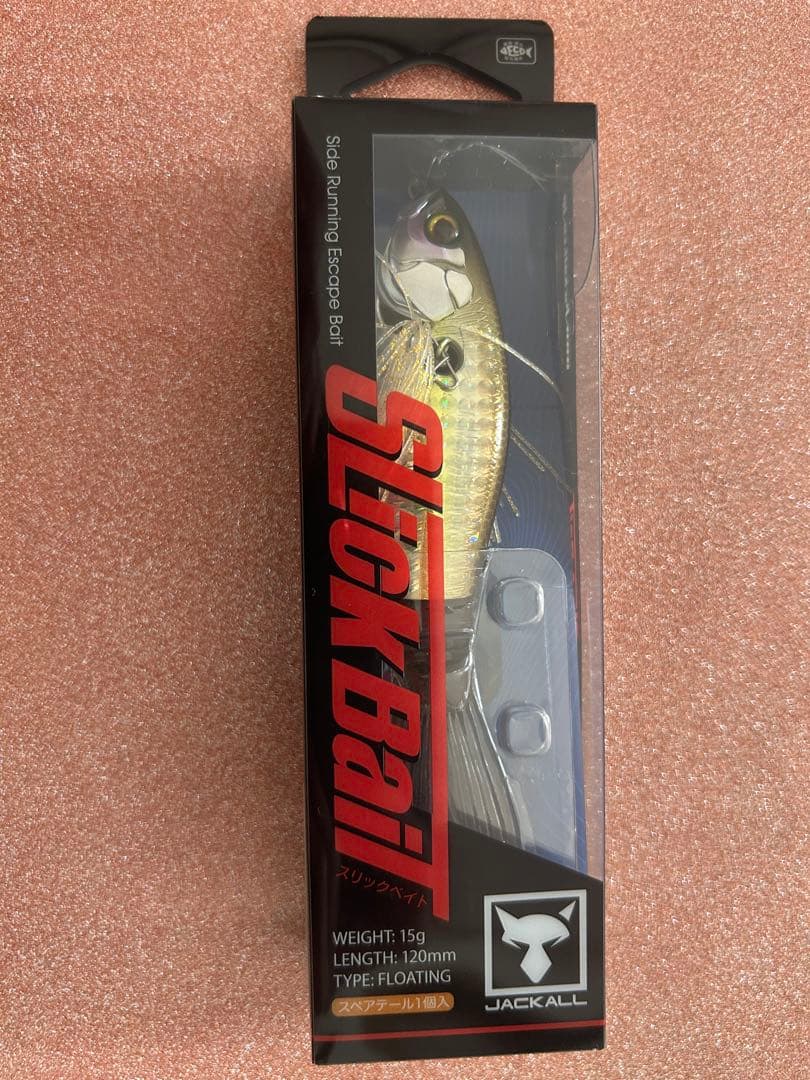 Side Running Escape Bait
SLick BaiT
スリックベイト
WEIGHT: 15g
LENGTH: 120mm
TYPE: FLOATING
スペアテール1個入
JACKALL